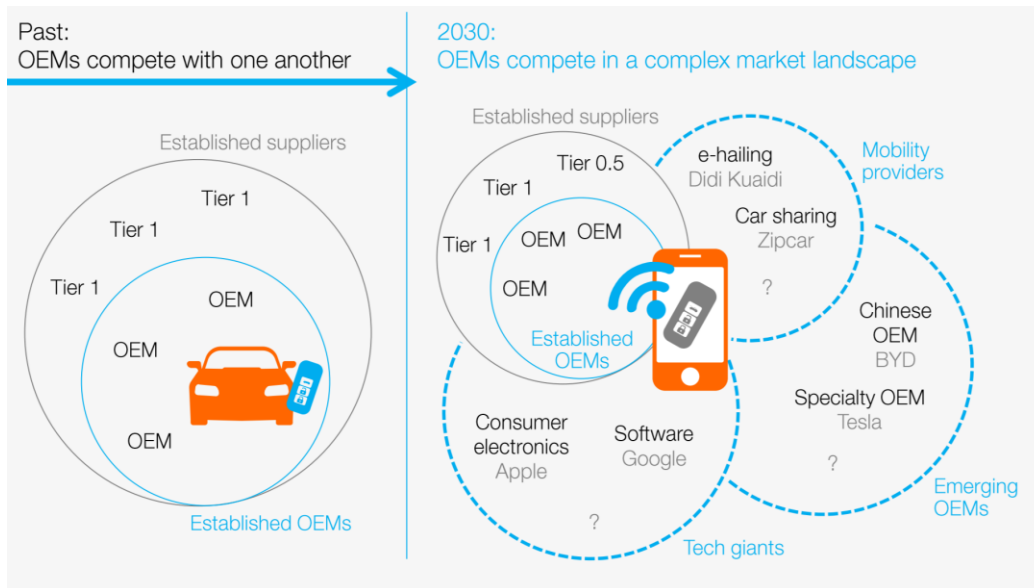 Past:
OEMs compete with one another
Established suppliers
Tier 1
Tier 1
Tier 1
OEM
OEM
OEM
Established OEMs
2030:
OEMs compete in a complex market landscape
Established suppliers
Tier 0.5
Tier 1
Tier 1
OEM
OEM
OEM
Established
OEMs
e-hailing
Didi Kuaidi
Car sharing
Zipcar
?
Mobility
providers
Chinese
OEM
BYD
Specialty OEM
Tesla
?
Emerging
OEMs
Consumer
electronics
Apple
Software
Google
?
Tech giants